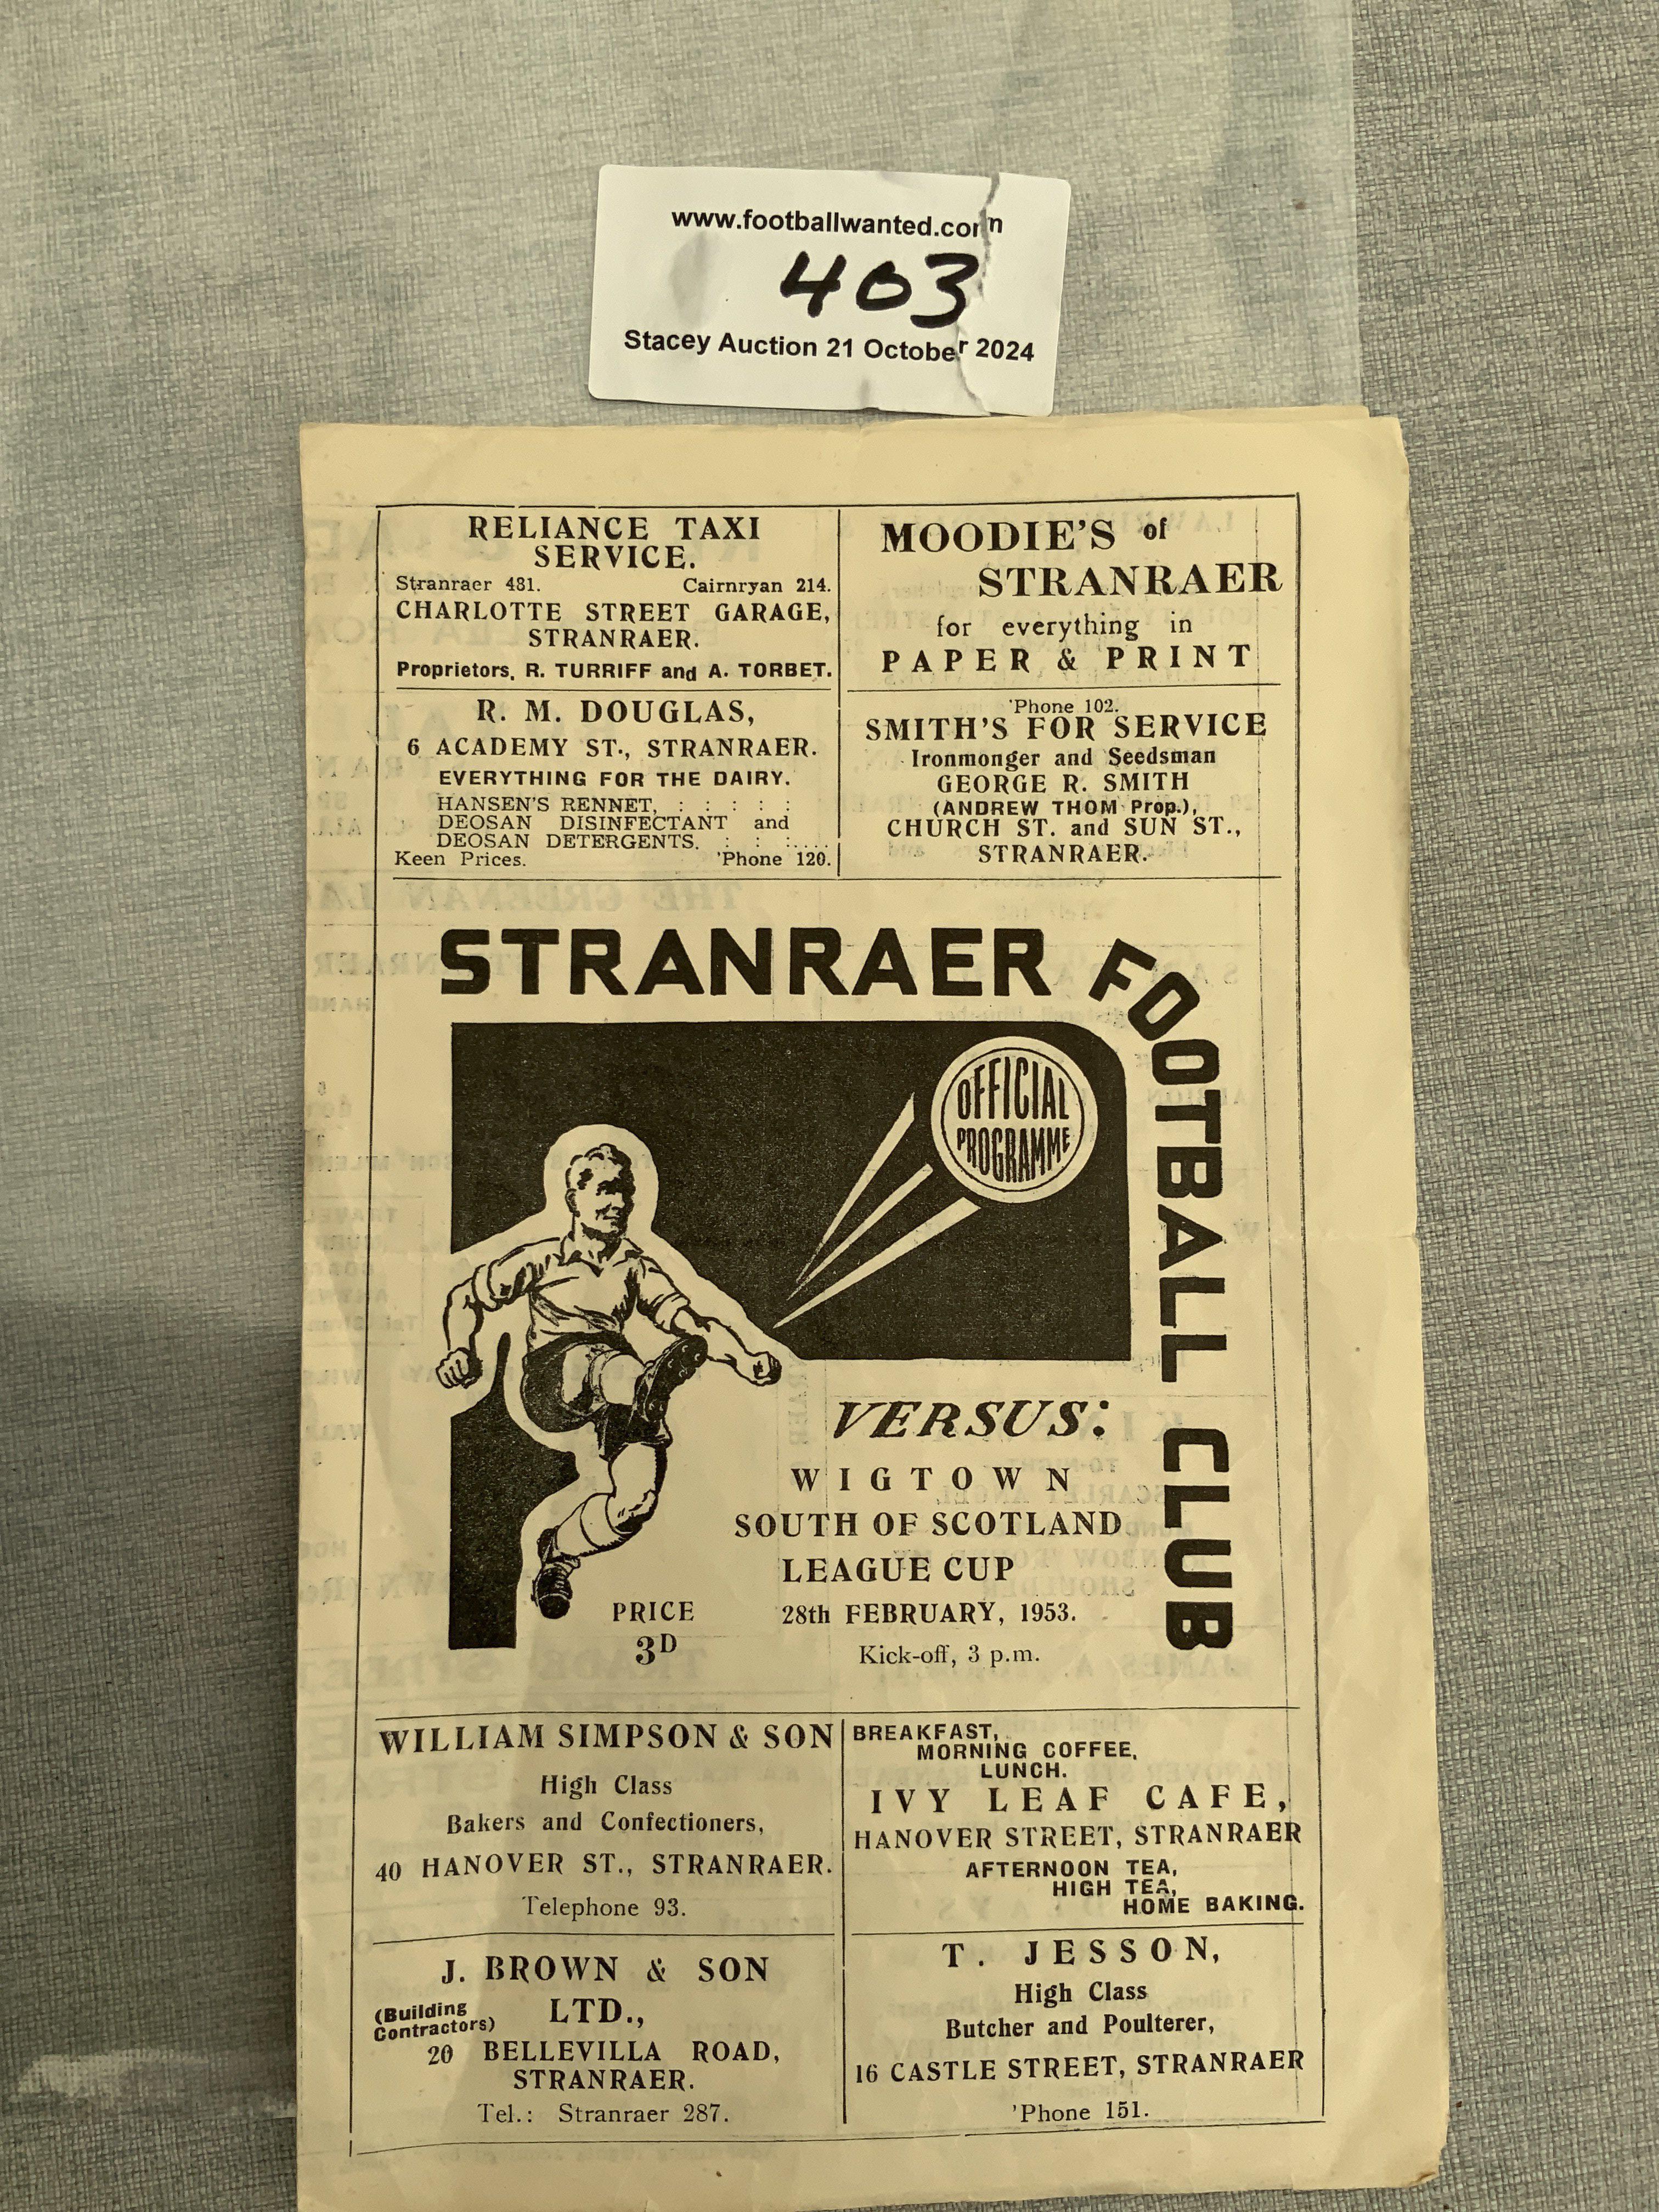 www.footballwanted.com
403
Stacey Auction 21 October 2024
RELIANCE TAXI
SERVICE.
Stranraer 481. Cairnryan 214.
CHARLOTTE STREET GARAGE,
STRANRAER.
Proprietors, R. TURRIFF and A. TORBET.
MOODIE'S of
STRANRAER
for everything in
PAPER & PRINT
R. M. DOUGLAS,
6 ACADEMY ST., STRANRAER.
EVERYTHING FOR THE DAIRY.
HANSEN'S RENNET, : : : : :
DEOSAN DISINFECTANT and
DEOSAN DETERGENTS. : : :....
Keen Prices. 'Phone 120.
'Phone 102.
SMITH'S FOR SERVICE
Ironmonger and Seedsman
GEORGE R. SMITH
(ANDREW THOM Prop.),
CHURCH ST. and SUN ST.,
STRANRAER.
STRANRAER FOOTBALL CLUB
OFFICIAL
PROGRAMME
VERSUS:
WIGTOWN
SOUTH OF SCOTLAND
LEAGUE CUP
28th FEBRUARY, 1953.
Kick-off, 3 p.m.
PRICE
3D
WILLIAM SIMPSON & SON
High Class
Bakers and Confectioners,
40 HANOVER ST., STRANRAER.
Telephone 93.
BREAKFAST,
MORNING COFFEE,
LUNCH.
IVY LEAF CAFE,
HANOVER STREET, STRANRAER
AFTERNOON TEA,
HIGH TEA,
HOME BAKING.
J. BROWN & SON
(Building
Contractors) LTD.,
20 BELLEVILLA ROAD,
STRANRAER.
Tel.: Stranraer 287.
T. JESSON,
High Class
Butcher and Poulterer,
16 CASTLE STREET, STRANRAER
'Phone 151.